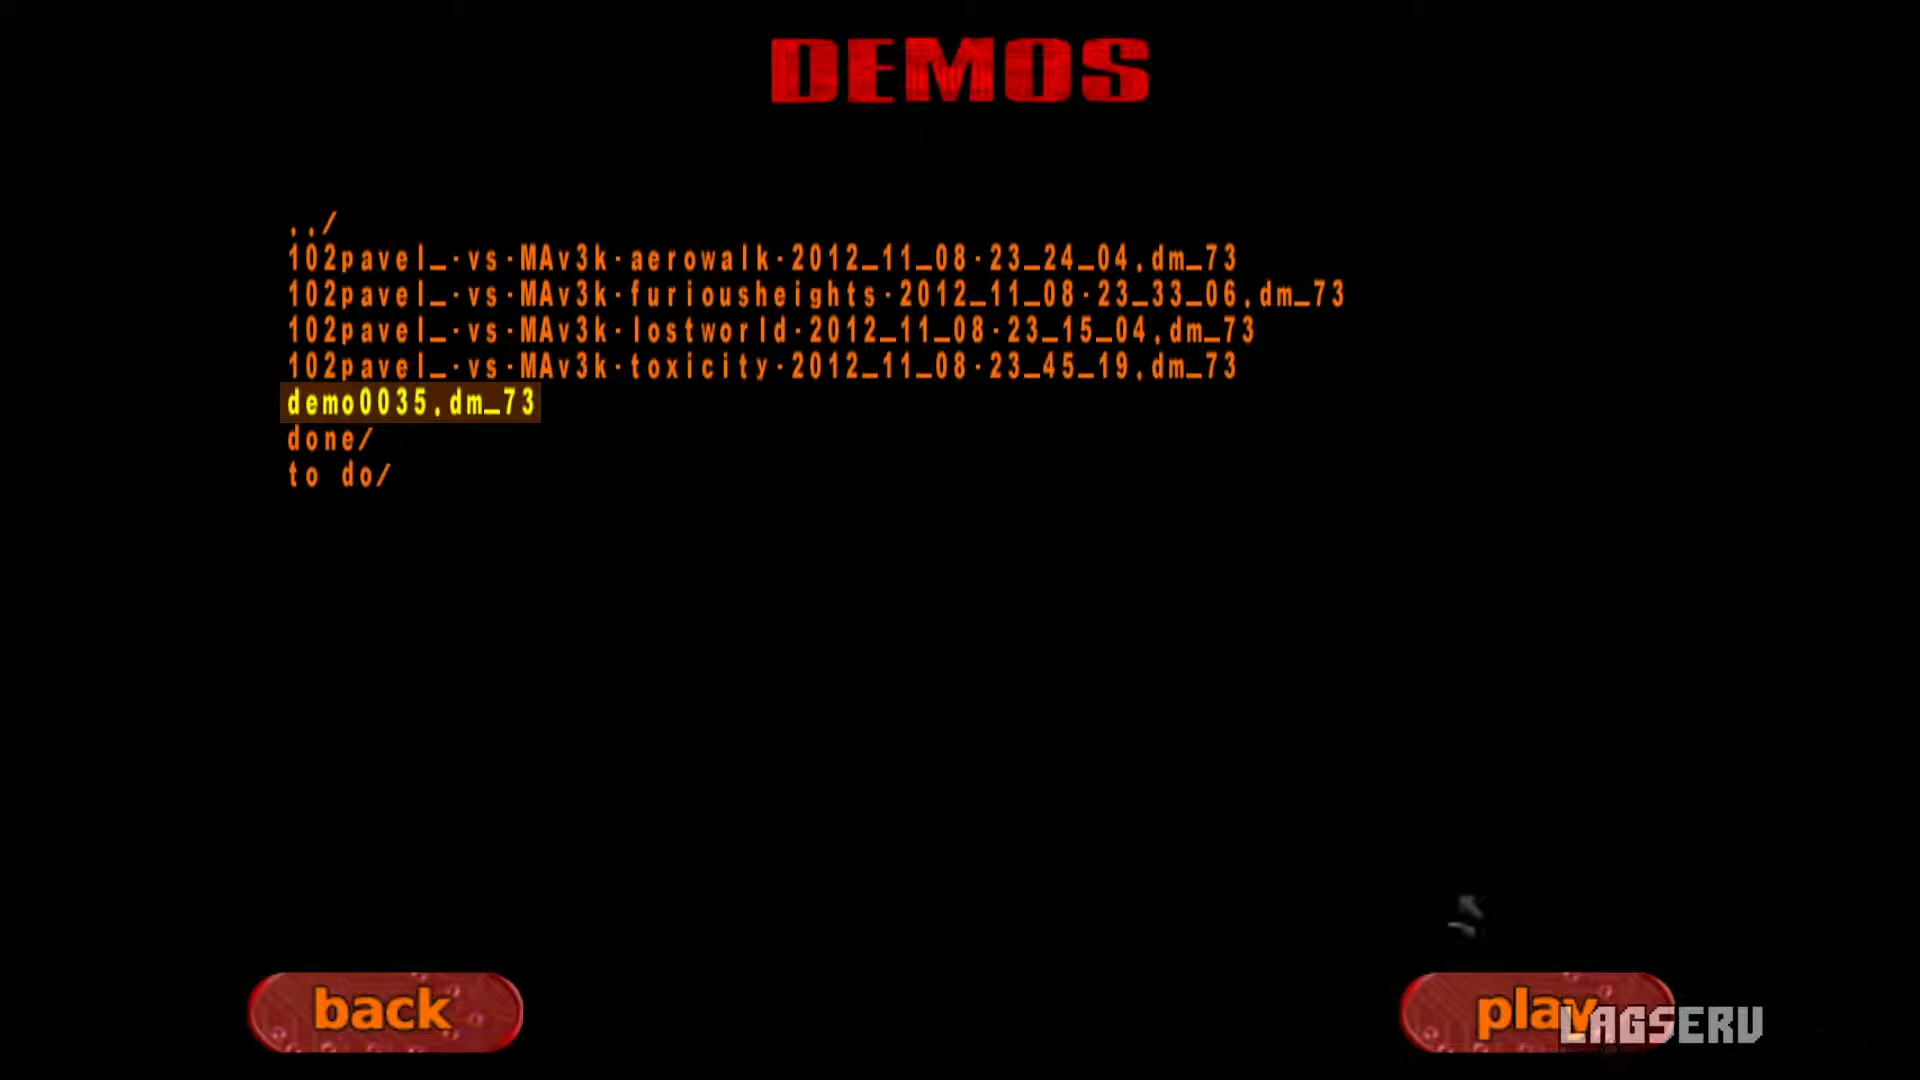 DEMOS
../
102pavel_-vs-MAv3k-aerowalk-2012_11_08-23_24_04.dm_73
102pavel_-vs-MAv3k-furiousheights-2012_11_08-23_33_06.dm_73
102pavel_-vs-MAv3k-lostworld-2012_11_08-23_15_04.dm_73
102pavel_-vs-MAv3k-toxicity-2012_11_08-23_45_19.dm_73
demo0035.dm_73
done/
to do/
back
play
LAGSERV